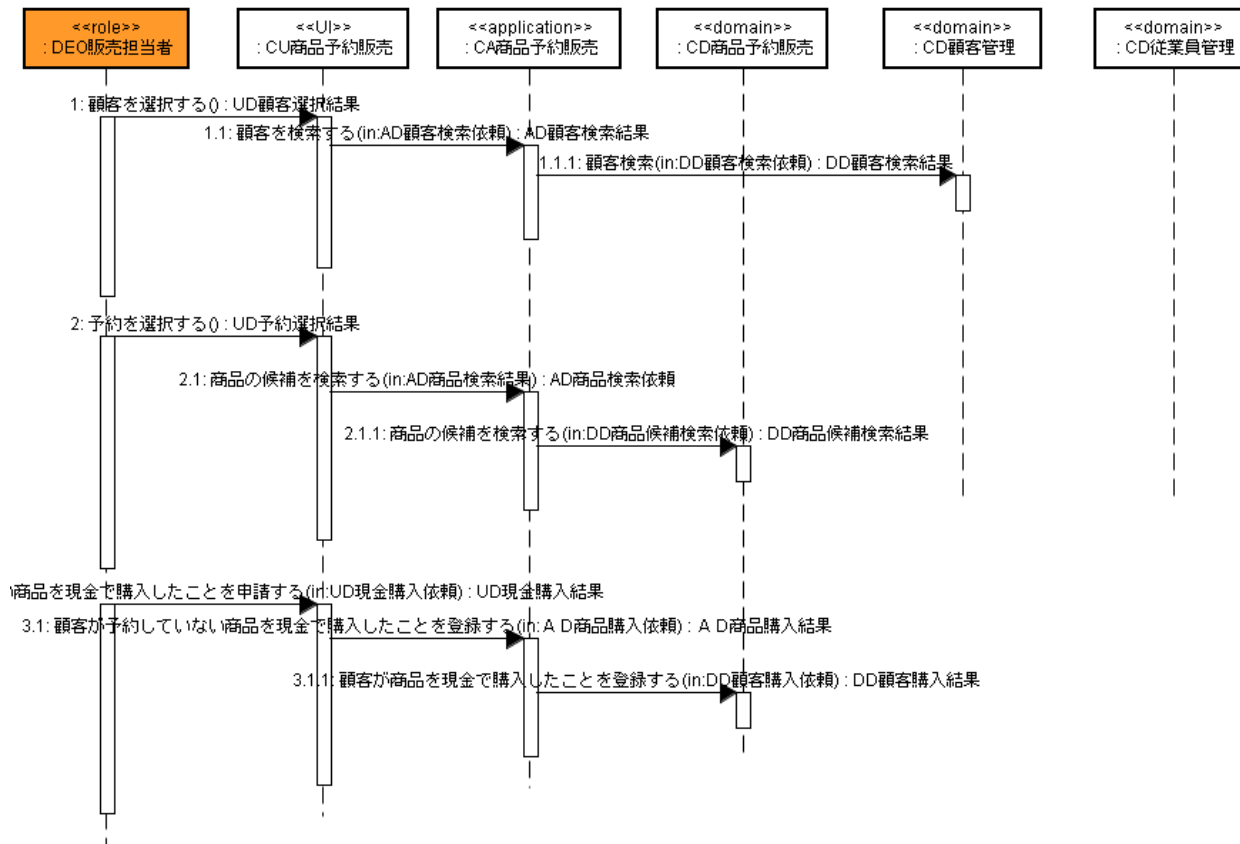 <<role>>
: DEO販売担当者
<<UI>>
: CU商品予約販売
<<application>>
: CA商品予約販売
<<domain>>
: CD商品予約販売
<<domain>>
: CD顧客管理
<<domain>>
: CD従業員管理
1: 顧客を選択する() : UD顧客選択結果
1.1: 顧客を検索する(in:AD顧客検索依頼) : AD顧客検索結果
1.1.1: 顧客検索(in:DD顧客検索依頼) : DD顧客検索結果
2: 予約を選択する() : UD予約選択結果
2.1: 商品の候補を検索する(in:AD商品検索結果) : AD商品検索依頼
2.1.1: 商品の候補を検索する(in:DD商品候補検索依頼) : DD商品候補検索結果
商品を現金で購入したことを申請する(in:UD現金購入依頼) : UD現金購入結果
3.1: 顧客が予約していない商品を現金で購入したことを登録する(in:A D商品購入依頼) : A D商品購入結果
3.1.1: 顧客が商品を現金で購入したことを登録する(in:DD顧客購入依頼) : DD顧客購入結果